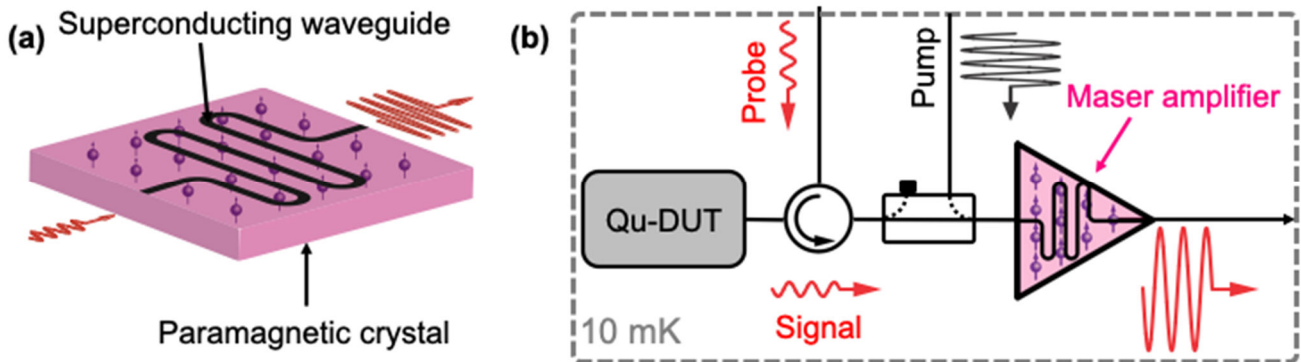 (a)
Superconducting waveguide
Paramagnetic crystal
(b)
Probe
Pump
Maser amplifier
Qu-DUT
Signal
10 mK